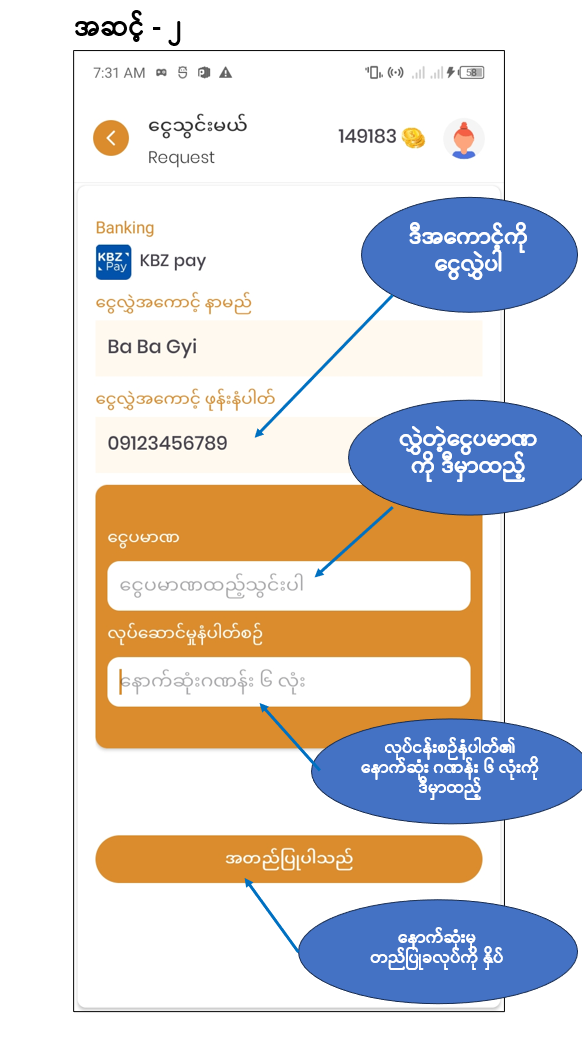 အဆင့် - ၂
7:31 AM
58
ငွေသွင်းမယ်
Request
149183
Banking
KBZ Pay
KBZ pay
ဒီအကောင့်ကို
ငွေလွှဲပါ
ငွေလွှဲအကောင့် နာမည်
Ba Ba Gyi
ငွေလွှဲအကောင့် ဖုန်းနံပါတ်
09123456789
လွှဲတဲ့ငွေပမာဏ
ကို ဒီမှာထည့်
ငွေပမာဏ
ငွေပမာဏထည့်သွင်းပါ
လုပ်ဆောင်မှုနံပါတ်စဉ်
နောက်ဆုံးဂဏန်း ၆ လုံး
လုပ်ငန်းစဉ်နံပါတ်၏
နောက်ဆုံး ဂဏန်း ၆ လုံးကို
ဒီမှာထည့်
အတည်ပြုပါသည်
နောက်ဆုံးမှ
တည်ပြုခလုပ်ကို နှိပ်